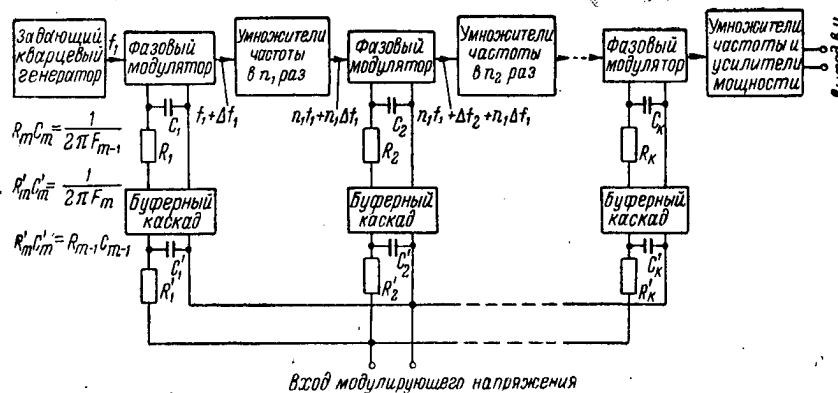 Задающий
кварцевый
генератор
f₁
Фазовый
модулятор
f₁+Δf₁
Умножители
частоты
в n₁ раз
n₁f₁+n₁Δf₁
Фазовый
модулятор
n₁f₁+Δf₂+n₁Δf₁
Умножители
частоты
в n₂ раз
Фазовый
модулятор
Умножители
частоты и
усилители
мощности
C₁
R₁
C₂
R₂
Cₖ
Rₖ
RₘCₘ=1/2πFₘ₋₁
R'ₘC'ₘ=1/2πFₘ
R'ₘC'ₘ=Rₘ₋₁Cₘ₋₁
Буферный
каскад
Буферный
каскад
Буферный
каскад
C'₁
R'₁
C'₂
R'₂
C'ₖ
R'ₖ
Вход модулирующего напряжения